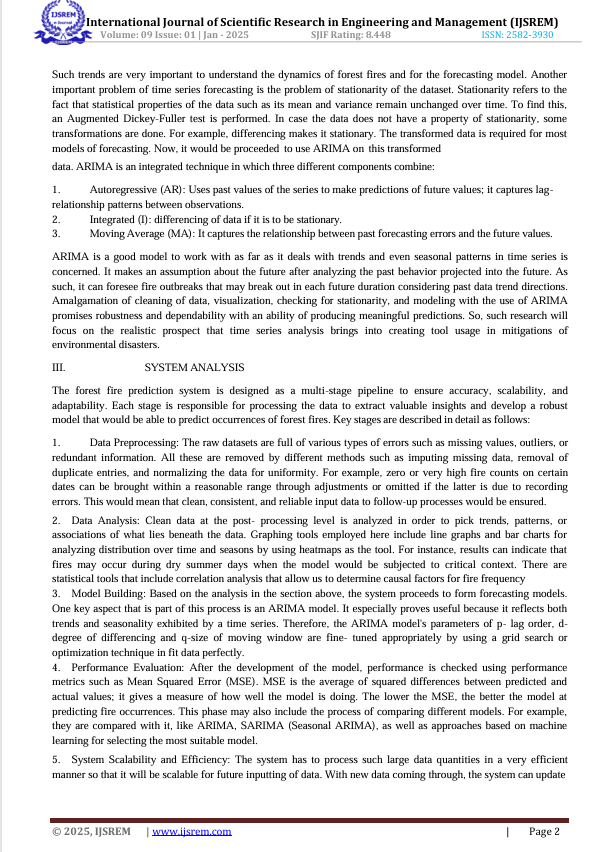 IJSREM
International Journal of Scientific Research in Engineering and Management (IJSREM)
Volume: 09 Issue: 01 | Jan - 2025 SJIF Rating: 8.448 ISSN: 2582-3930
Such trends are very important to understand the dynamics of forest fires and for the forecasting model. Another
important problem of time series forecasting is the problem of stationarity of the dataset. Stationarity refers to the
fact that statistical properties of the data such as its mean and variance remain unchanged over time. To find this,
an Augmented Dickey-Fuller test is performed. In case the data does not have a property of stationarity, some
transformations are done. For example, differencing makes it stationary. The transformed data is required for most
models of forecasting. Now, it would be proceeded to use ARIMA on this transformed
data. ARIMA is an integrated technique in which three different components combine:
1. Autoregressive (AR): Uses past values of the series to make predictions of future values; it captures lag-
relationship patterns between observations.
2. Integrated (I): differencing of data if it is to be stationary.
3. Moving Average (MA): It captures the relationship between past forecasting errors and the future values.
ARIMA is a good model to work with as far as it deals with trends and even seasonal patterns in time series is
concerned. It makes an assumption about the future after analyzing the past behavior projected into the future. As
such, it can foresee fire outbreaks that may break out in each future duration considering past data trend directions.
Amalgamation of cleaning of data, visualization, checking for stationarity, and modeling with the use of ARIMA
promises robustness and dependability with an ability of producing meaningful predictions. So, such research will
focus on the realistic prospect that time series analysis brings into creating tool usage in mitigations of
environmental disasters.
III. SYSTEM ANALYSIS
The forest fire prediction system is designed as a multi-stage pipeline to ensure accuracy, scalability, and
adaptability. Each stage is responsible for processing the data to extract valuable insights and develop a robust
model that would be able to predict occurrences of forest fires. Key stages are described in detail as follows:
1. Data Preprocessing: The raw datasets are full of various types of errors such as missing values, outliers, or
redundant information. All these are removed by different methods such as imputing missing data, removal of
duplicate entries, and normalizing the data for uniformity. For example, zero or very high fire counts on certain
dates can be brought within a reasonable range through adjustments or omitted if the latter is due to recording
errors. This would mean that clean, consistent, and reliable input data to follow-up processes would be ensured.
2. Data Analysis: Clean data at the post- processing level is analyzed in order to pick trends, patterns, or
associations of what lies beneath the data. Graphing tools employed here include line graphs and bar charts for
analyzing distribution over time and seasons by using heatmaps as the tool. For instance, results can indicate that
fires may occur during dry summer days when the model would be subjected to critical context. There are
statistical tools that include correlation analysis that allow us to determine causal factors for fire frequency
3. Model Building: Based on the analysis in the section above, the system proceeds to form forecasting models.
One key aspect that is part of this process is an ARIMA model. It especially proves useful because it reflects both
trends and seasonality exhibited by a time series. Therefore, the ARIMA model's parameters of p- lag order, d-
degree of differencing and q-size of moving window are fine- tuned appropriately by using a grid search or
optimization technique in fit data perfectly.
4. Performance Evaluation: After the development of the model, performance is checked using performance
metrics such as Mean Squared Error (MSE). MSE is the average of squared differences between predicted and
actual values; it gives a measure of how well the model is doing. The lower the MSE, the better the model at
predicting fire occurrences. This phase may also include the process of comparing different models. For example,
they are compared with it, like ARIMA, SARIMA (Seasonal ARIMA), as well as approaches based on machine
learning for selecting the most suitable model.
5. System Scalability and Efficiency: The system has to process such large data quantities in a very efficient
manner so that it will be scalable for future inputting of data. With new data coming through, the system can update
© 2025, IJSREM | www.ijsrem.com | Page 2